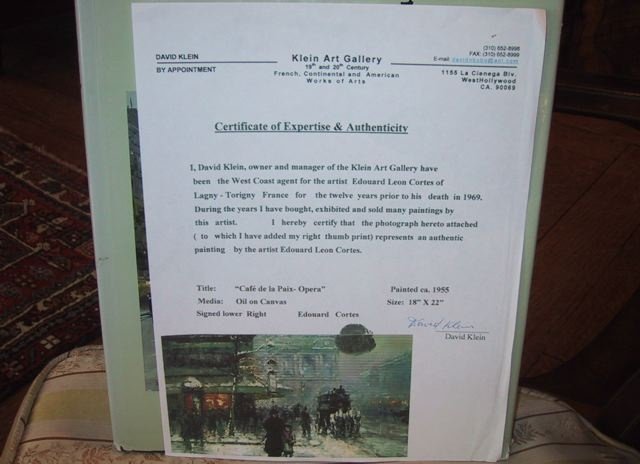 DAVID KLEIN
BY APPOINTMENT
Klein Art Gallery
19th and 20th Century
French, Continental and American
Works of Arts
(310) 652-8998
FAX: (310) 652-8999
E-mail:
1155 La Cienega Blv.
WestHollywood
CA. 90069
Certificate of Expertise & Authenticity
I, David Klein, owner and manager of the Klein Art Gallery have
been the West Coast agent for the artist Edouard Leon Cortes of
Lagny - Torigny France for the twelve years prior to his death in 1969.
During the years I have bought, exhibited and sold many paintings by
this artist. I hereby certify that the photograph hereto attached
( to which I have added my right thumb print) represents an authentic
painting by the artist Edouard Leon Cortes.
Title: “Café de la Paix- Opera” Painted ca. 1955
Media: Oil on Canvas Size: 18” X 22”
Signed lower Right Edouard Cortes
David Klein
David Klein